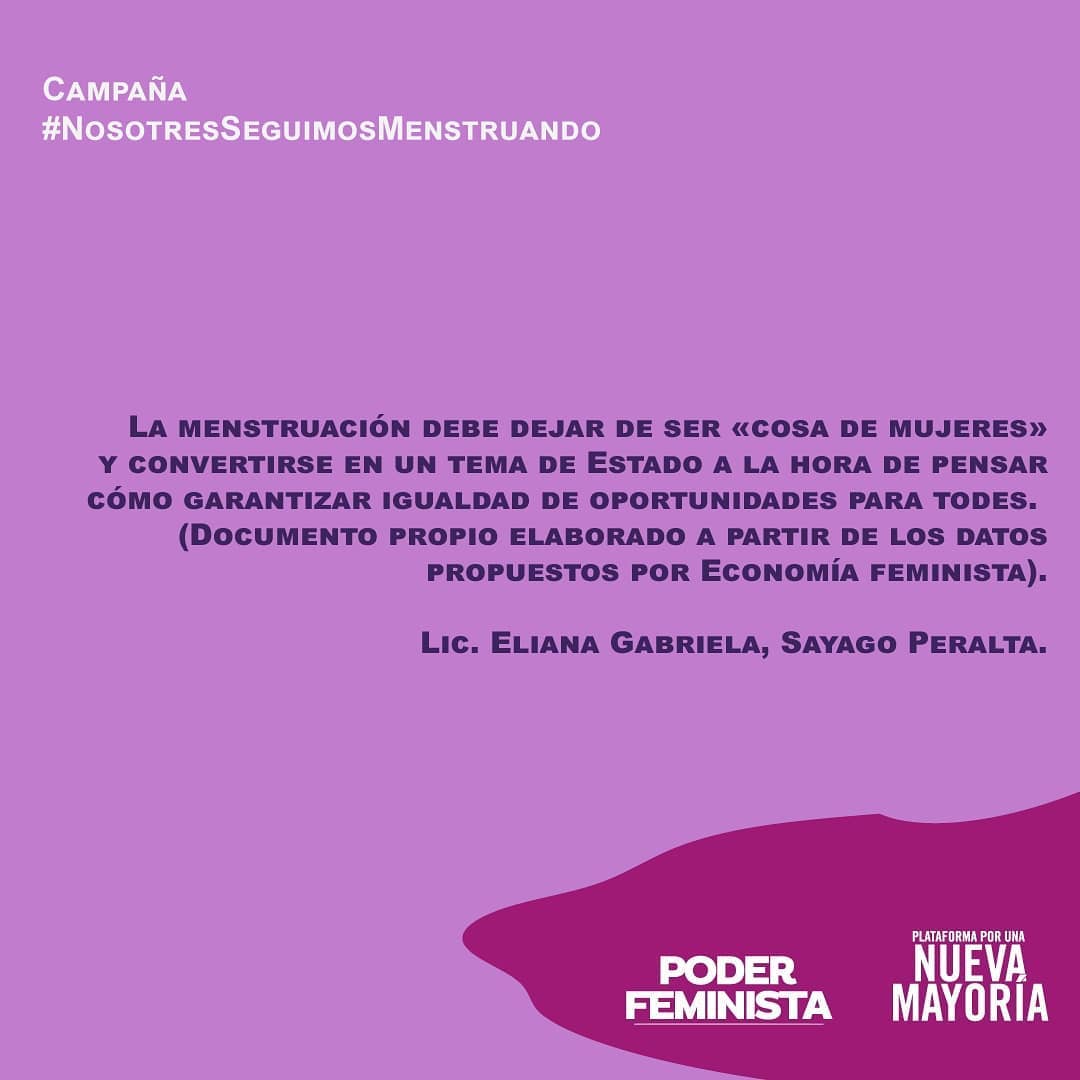 Campaña
#NosotresSeguimosMenstruando
La menstruación debe dejar de ser «cosa de mujeres»
y convertirse en un tema de Estado a la hora de pensar
cómo garantizar igualdad de oportunidades para todes.
(Documento propio elaborado a partir de los datos
propuestos por Economía feminista).
Lic. Eliana Gabriela, Sayago Peralta.
PODER
FEMINISTA
PLATAFORMA POR UNA
NUEVA
MAYORÍA